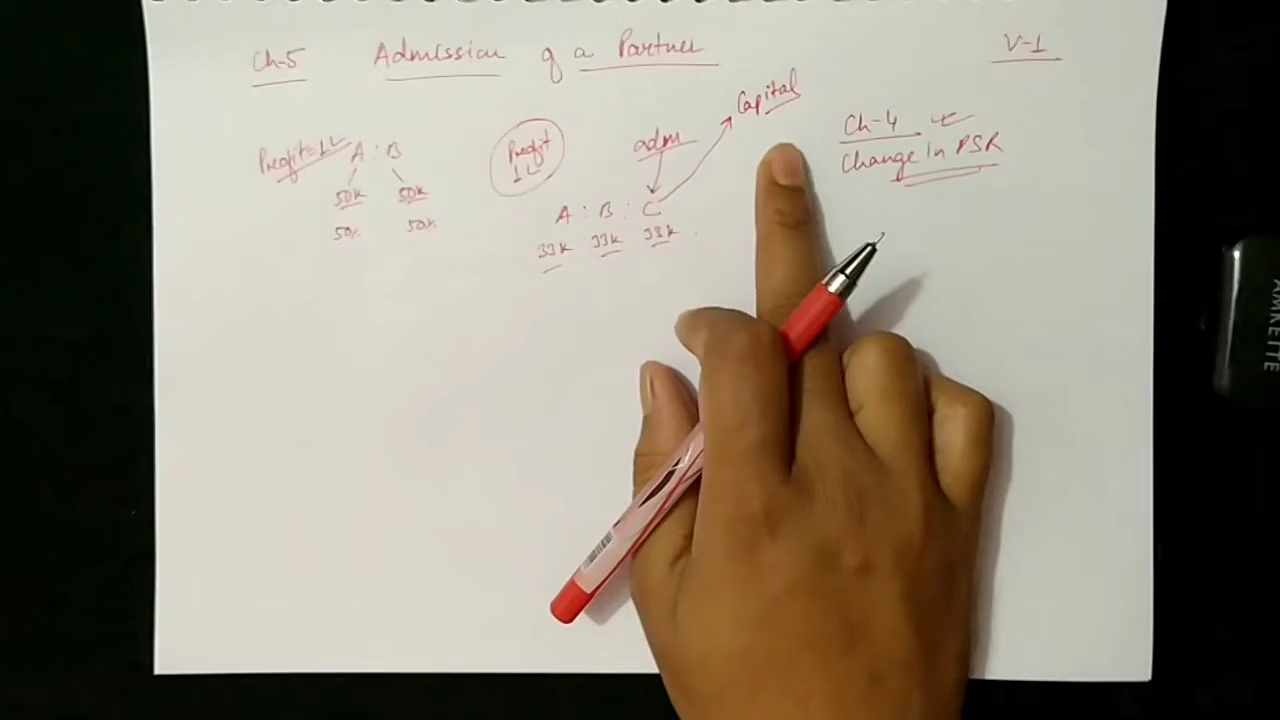 Ch-5 Admission of a Partner V-1
Profit=1L A : B
50k 50k
50% 50%
Profit
1L
adm
Capital
A : B : C
33k 33k 33k
Ch-4
Change In PSR
AMKETTE